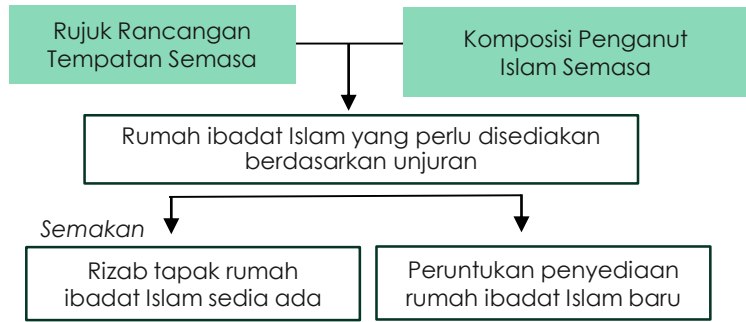 Rujuk Rancangan
Tempatan Semasa
Komposisi Penganut
Islam Semasa
Rumah ibadat Islam yang perlu disediakan
berdasarkan unjuran
Semakan
Rizab tapak rumah
ibadat Islam sedia ada
Peruntukan penyediaan
rumah ibadat Islam baru